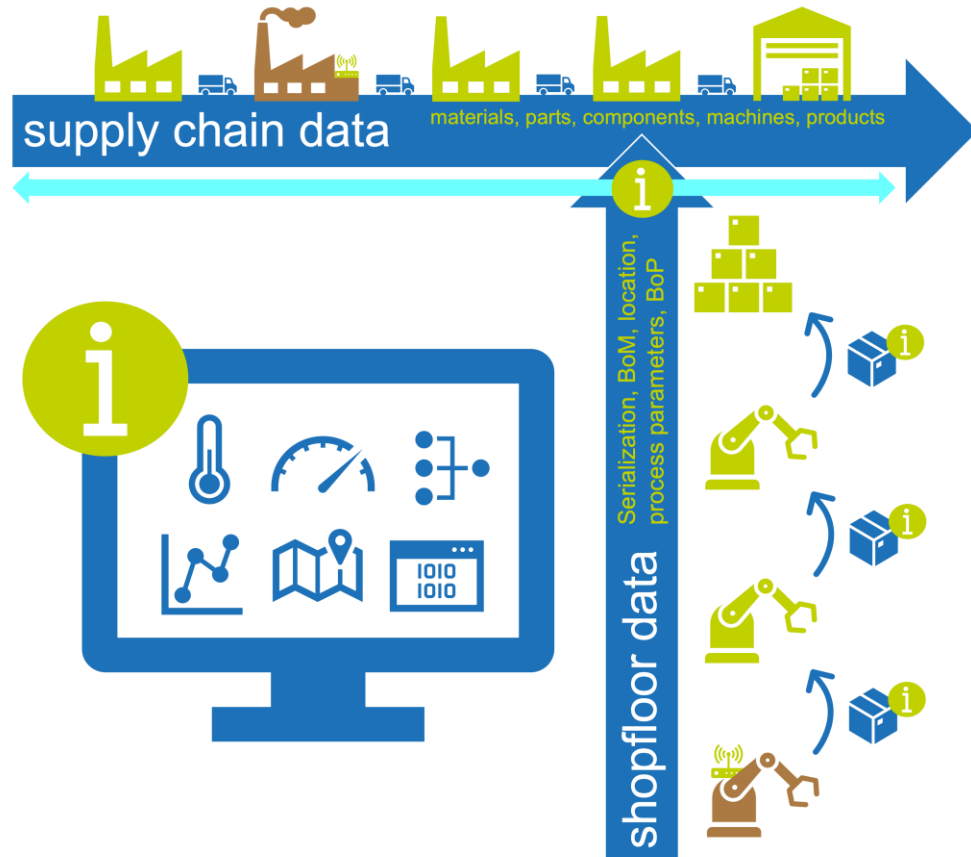 supply chain data
materials, parts, components, machines, products
i
Serialization, BoM, location,
process parameters, BoP
i
i
1010
1010
i
i
shopfloor data